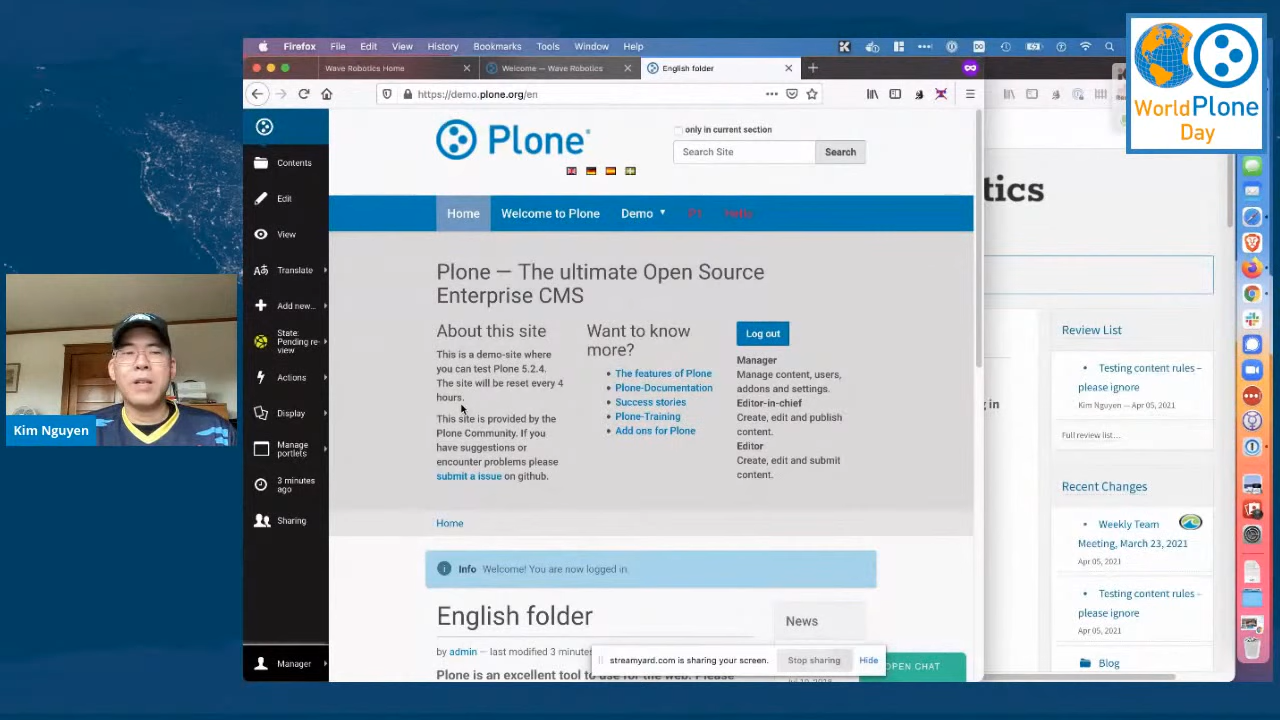 Firefox File Edit View History Bookmarks Tools Window Help
Wave Robotics Home
Welcome — Wave Robotics
English folder
https://demo.plone.org/en
World Plone
Day
Contents
Edit
View
Translate
Add new...
State:
Pending re-
view
Actions
Display
Manage
portlets
3 minutes
ago
Sharing
Manager
Plone®
only in current section
Search Site
Search
Home
Welcome to Plone
Demo
Plone — The ultimate Open Source
Enterprise CMS
About this site
This is a demo-site where
you can test Plone 5.2.4.
The site will be reset every 4
hours.
This site is provided by the
Plone Community. If you
have suggestions or
encounter problems please
submit a issue on github.
Want to know
more?
The features of Plone
Plone-Documentation
Success stories
Plone-Training
Add ons for Plone
Log out
Manager
Manage content, users,
addons and settings.
Editor-in-chief
Create, edit and publish
content.
Editor
Create, edit and submit
content.
Home
Info Welcome! You are now logged in.
English folder
by admin — last modified 3 minutes
Plone is an excellent tool to use for the web. Please
News
streamyard.com is sharing your screen.
Stop sharing
Hide
OPEN CHAT
tics
ng in
Review List
Testing content rules –
please ignore
Kim Nguyen — Apr 05, 2021
Full review list…
Recent Changes
Weekly Team
Meeting, March 23, 2021
Apr 05, 2021
Testing content rules –
please ignore
Apr 05, 2021
Blog
Kim Nguyen